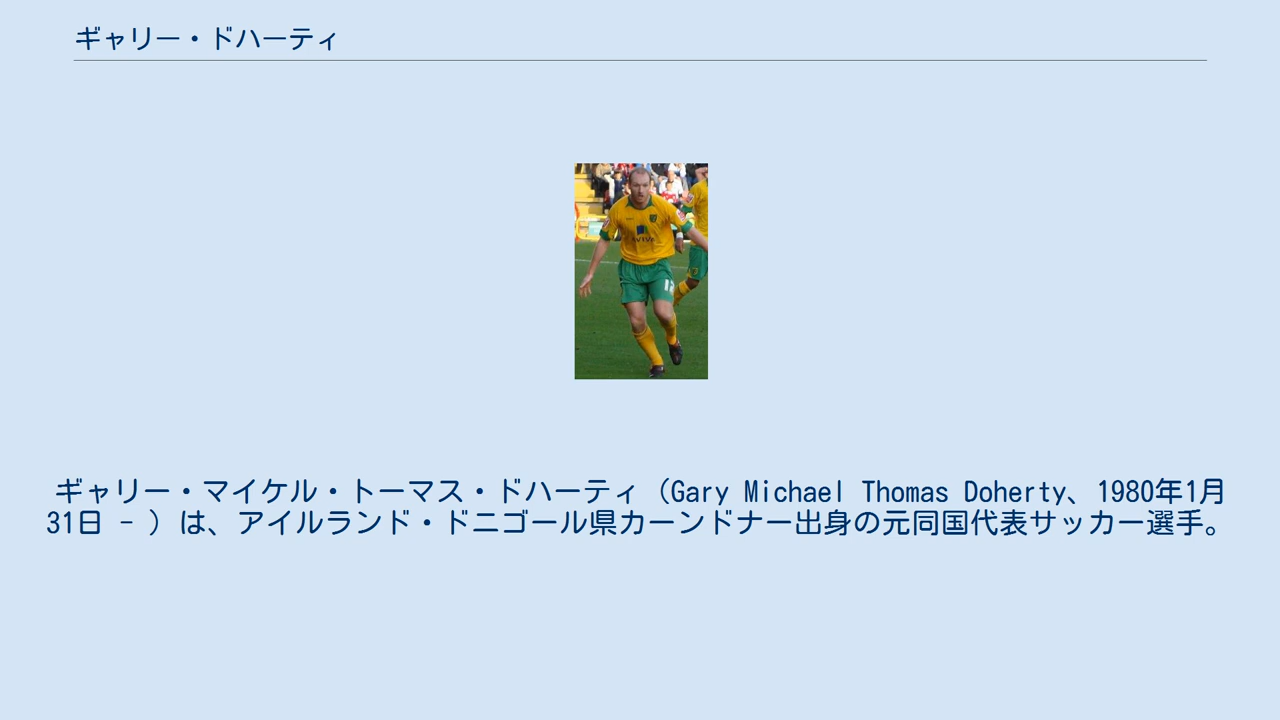 ギャリー・ドハーティ
ギャリー・マイケル・トーマス・ドハーティ（Gary Michael Thomas Doherty、1980年1月
31日 - ）は、アイルランド・ドニゴール県カーンドナー出身の元同国代表サッカー選手。